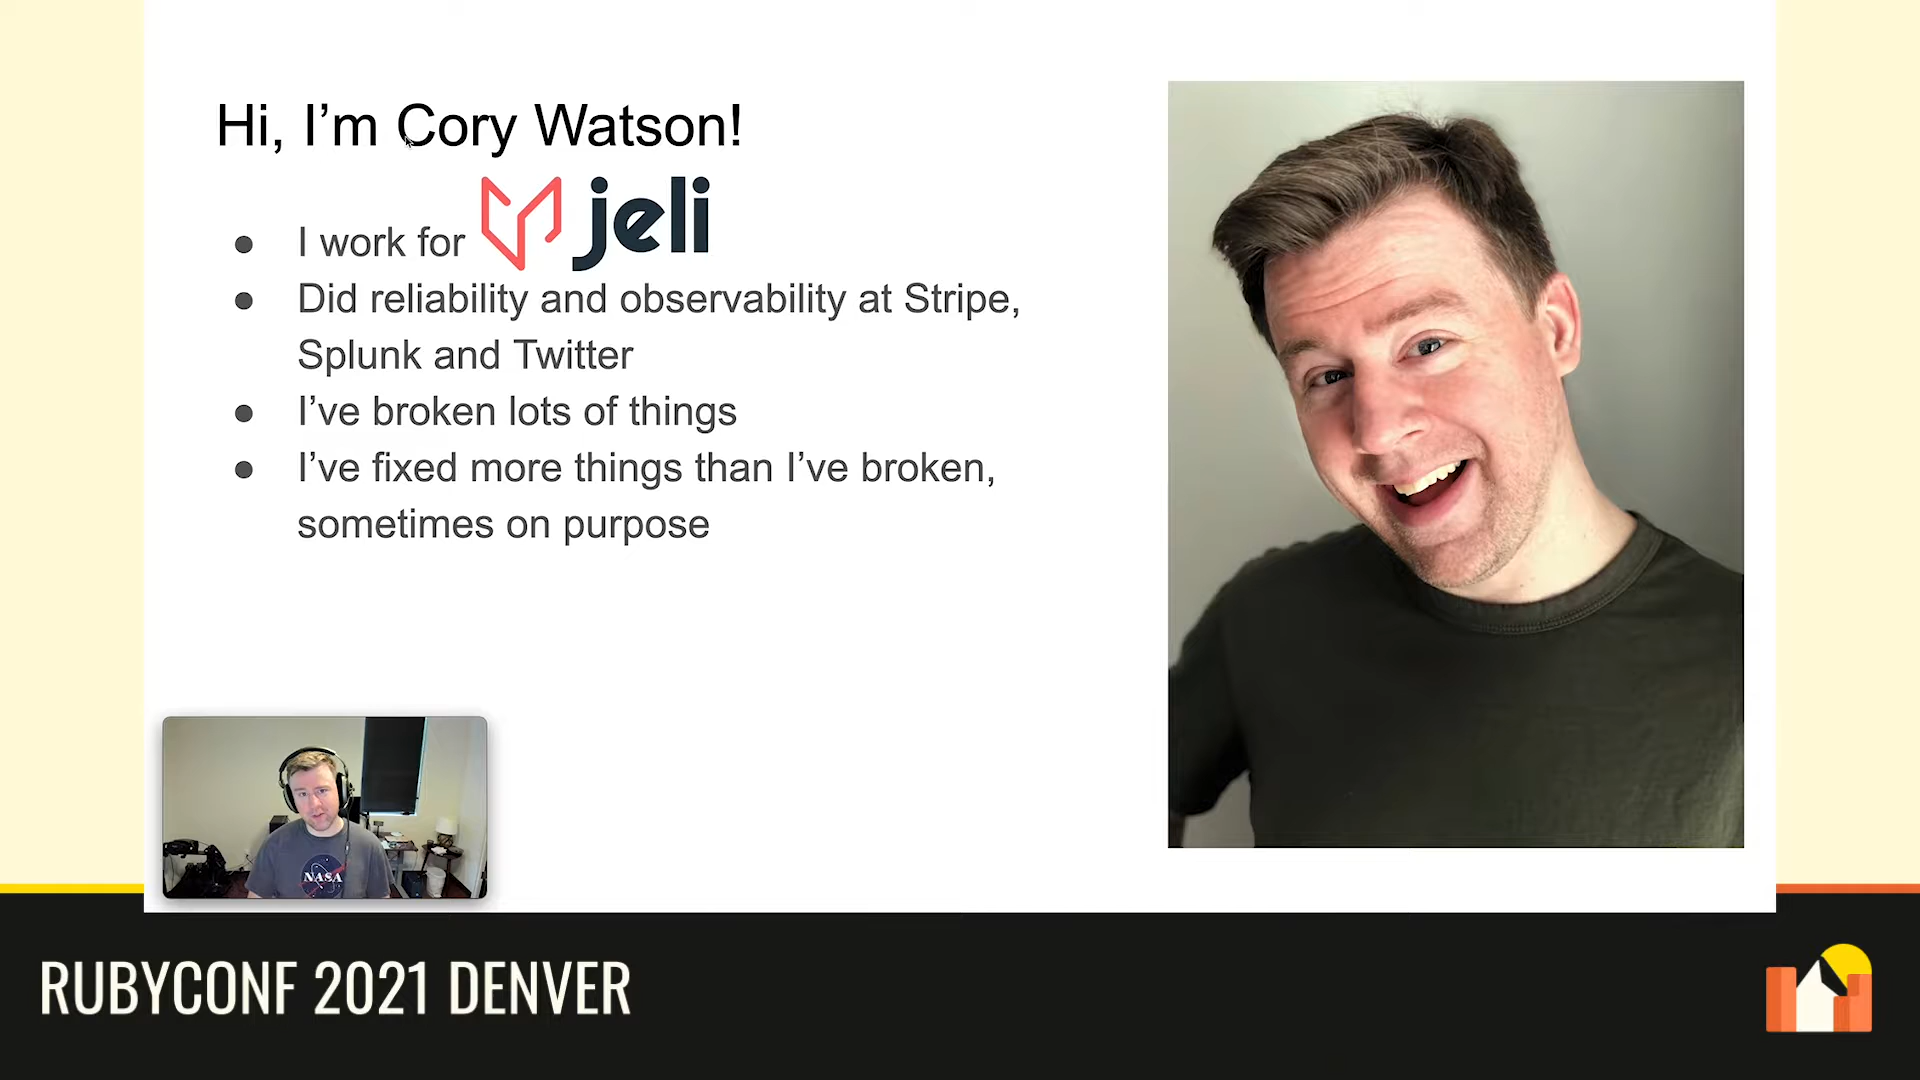 Hi, I’m Cory Watson!
● I work for jeli
● Did reliability and observability at Stripe,
Splunk and Twitter
● I’ve broken lots of things
● I’ve fixed more things than I’ve broken,
sometimes on purpose
NASA
RUBYCONF 2021 DENVER